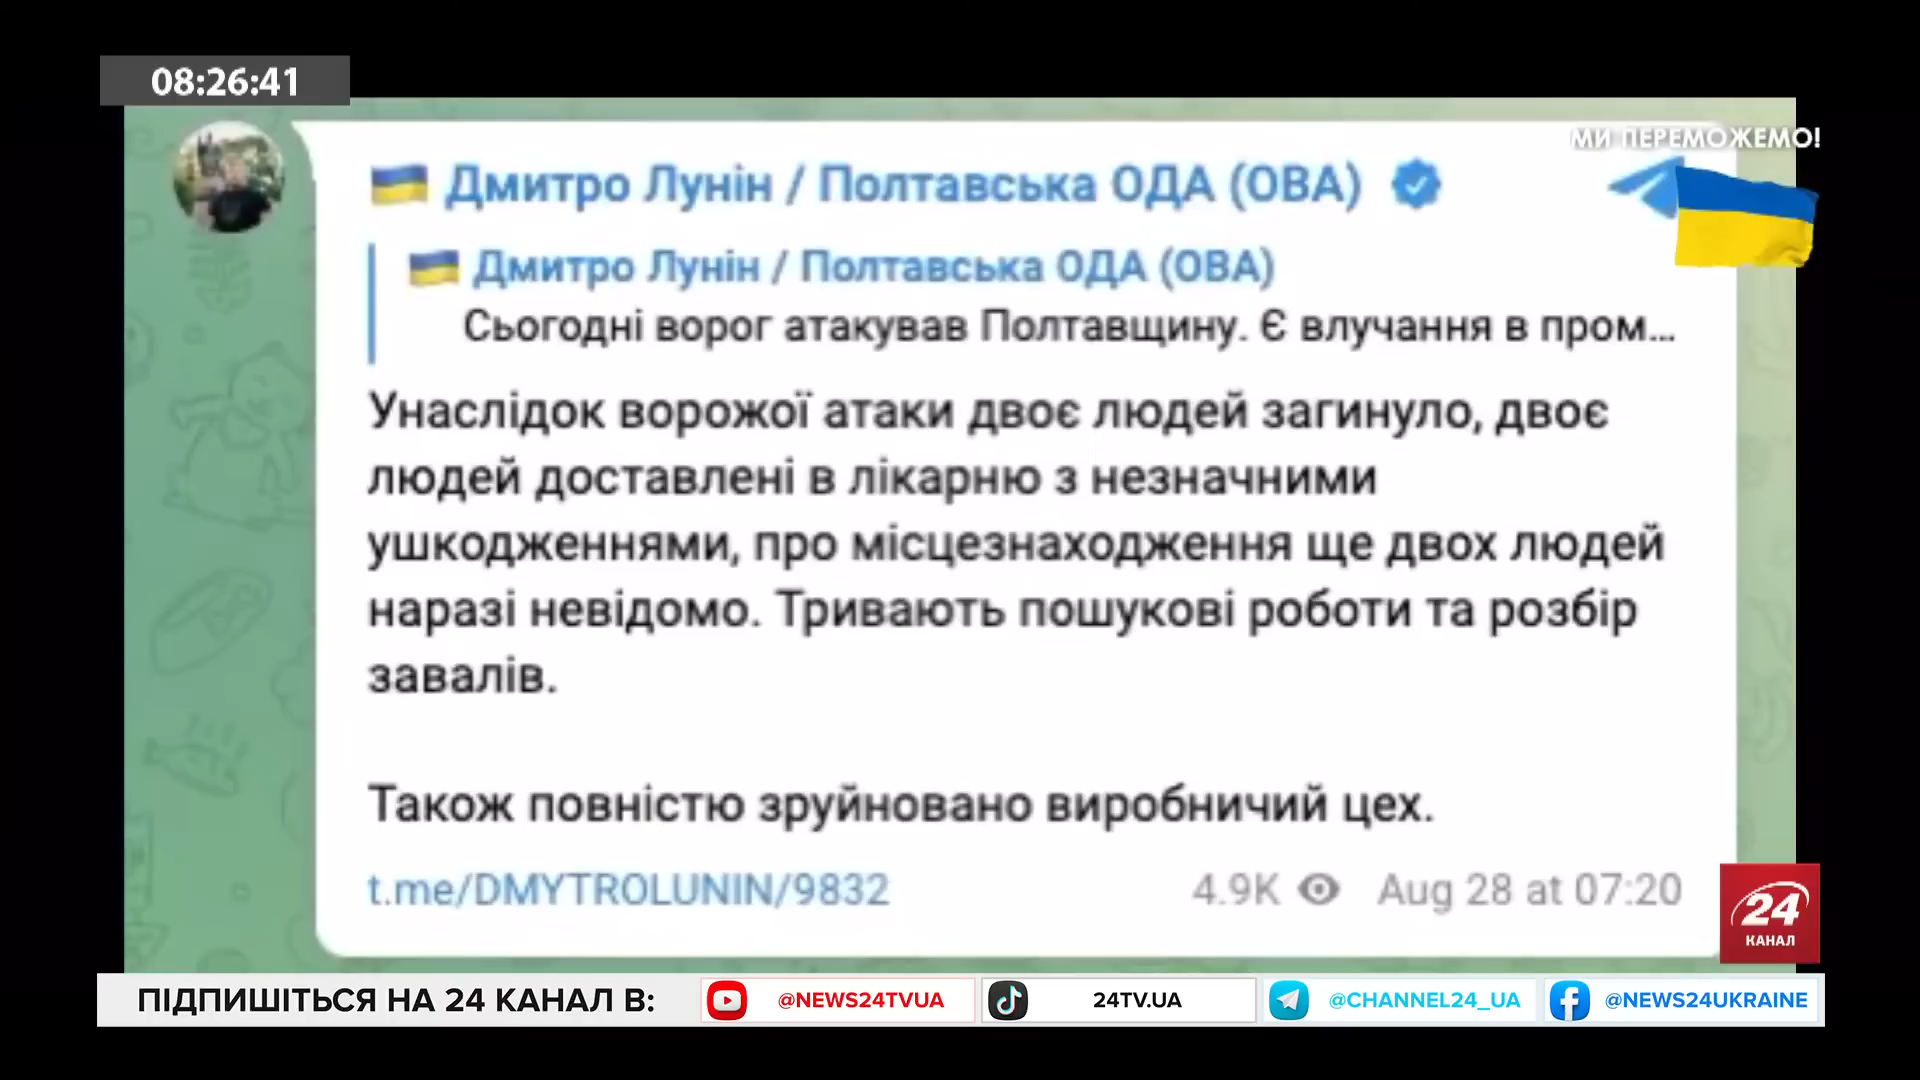 08:26:41
МИ ПЕРЕМОЖЕМО!
Дмитро Лунін / Полтавська ОДА (ОВА)
Дмитро Лунін / Полтавська ОДА (ОВА)
Сьогодні ворог атакував Полтавщину. Є влучання в пром...
Унаслідок ворожої атаки двоє людей загинуло, двоє
людей доставлені в лікарню з незначними
ушкодженнями, про місцезнаходження ще двох людей
наразі невідомо. Тривають пошукові роботи та розбір
завалів.
Також повністю зруйновано виробничий цех.
t.me/DMYTROLUNIN/9832 4.9K Aug 28 at 07:20
24
КАНАЛ
ПІДПИШІТЬСЯ НА 24 КАНАЛ В: @NEWS24TVUA 24TV.UA @CHANNEL24_UA @NEWS24UKRAINE